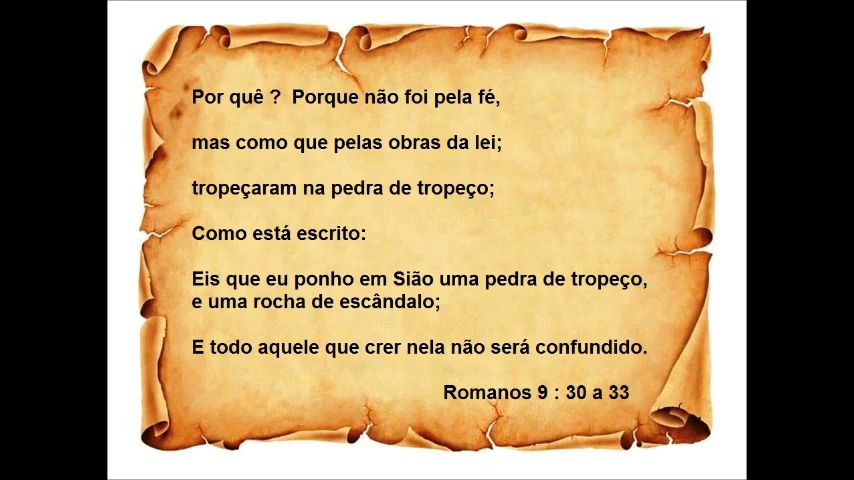 Por quê ? Porque não foi pela fé,
mas como que pelas obras da lei;
tropeçaram na pedra de tropeço;
Como está escrito:
Eis que eu ponho em Sião uma pedra de tropeço,
e uma rocha de escândalo;
E todo aquele que crer nela não será confundido.
Romanos 9 : 30 a 33